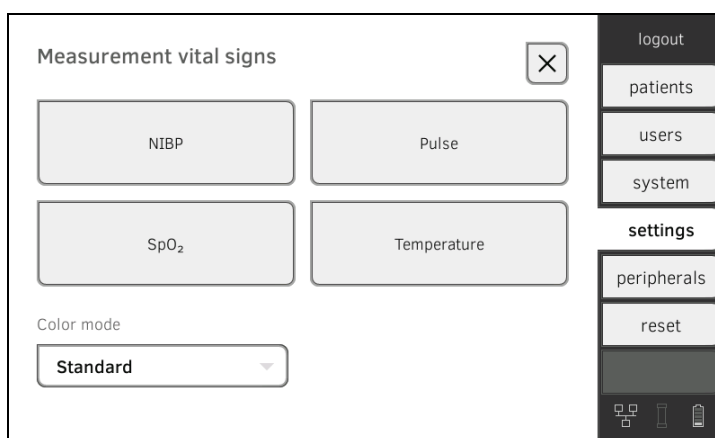 Measurement vital signs
NIBP
Pulse
SpO₂
Temperature
Color mode
Standard
logout
patients
users
system
settings
peripherals
reset